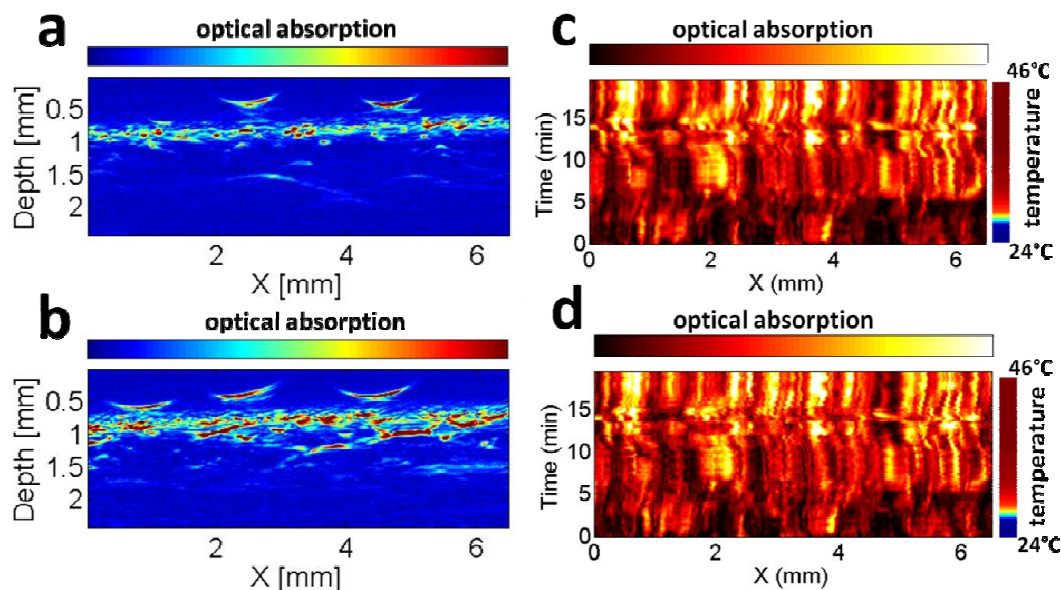 a
optical absorption
Depth [mm]
0.5
1
1.5
2
2
4
6
X [mm]
b
optical absorption
Depth [mm]
0.5
1
1.5
2
2
4
6
X [mm]
c
optical absorption
Time (min)
15
10
5
0
0
2
4
6
X (mm)
46°C
temperature
24°C
d
optical absorption
Time (min)
15
10
5
0
0
2
4
6
X (mm)
46°C
temperature
24°C